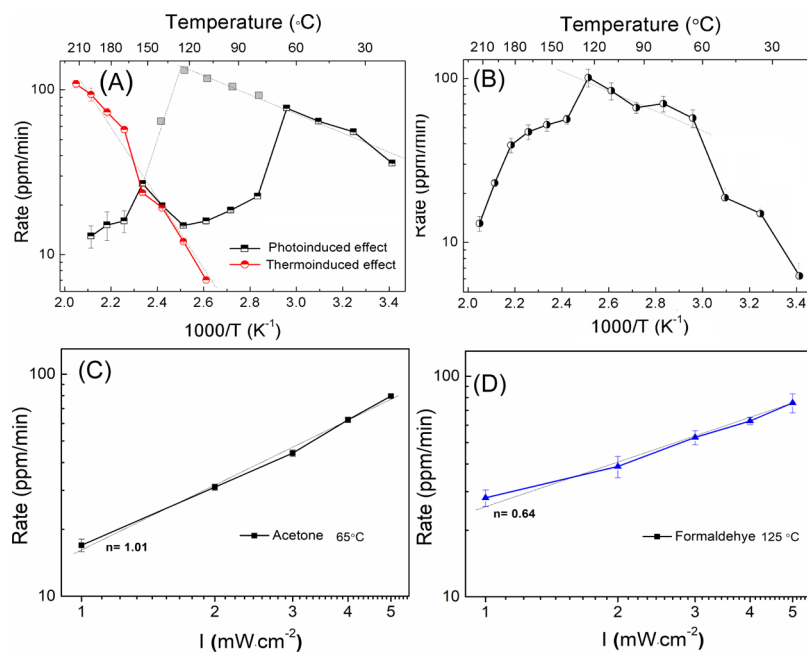 Temperature (◦C)
210 180 150 120 90 60 30
(A)
100
10
Rate (ppm/min)
Photoinduced effect
Thermoinduced effect
2.0 2.2 2.4 2.6 2.8 3.0 3.2 3.4
1000/T (K-1)
Temperature (°C)
210 180 150 120 90 60 30
(B)
100
10
Rate (ppm/min)
2.0 2.2 2.4 2.6 2.8 3.0 3.2 3.4
1000/T (K-1)
(C)
100
10
Rate (ppm/min)
n= 1.01
Acetone 65°C
1 2 3 4 5
I (mW.cm-2)
(D)
100
10
Rate (ppm/min)
n= 0.64
Formaldehye 125 °C
1 2 3 4 5
I (mW.cm-2)